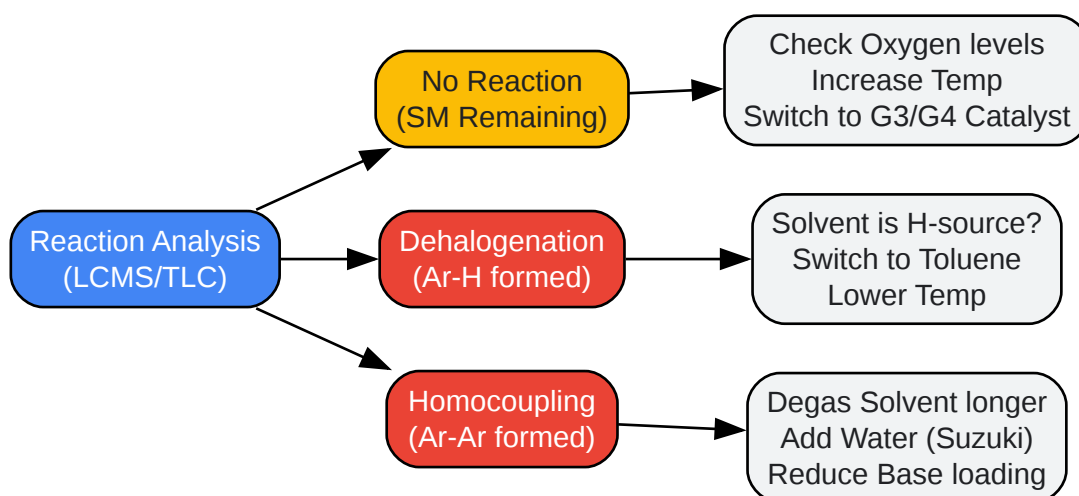 Reaction Analysis
(LCMS/TLC)
No Reaction
(SM Remaining)
Check Oxygen levels
Increase Temp
Switch to G3/G4 Catalyst
Dehalogenation
(Ar-H formed)
Solvent is H-source?
Switch to Toluene
Lower Temp
Homocoupling
(Ar-Ar formed)
Degas Solvent longer
Add Water (Suzuki)
Reduce Base loading